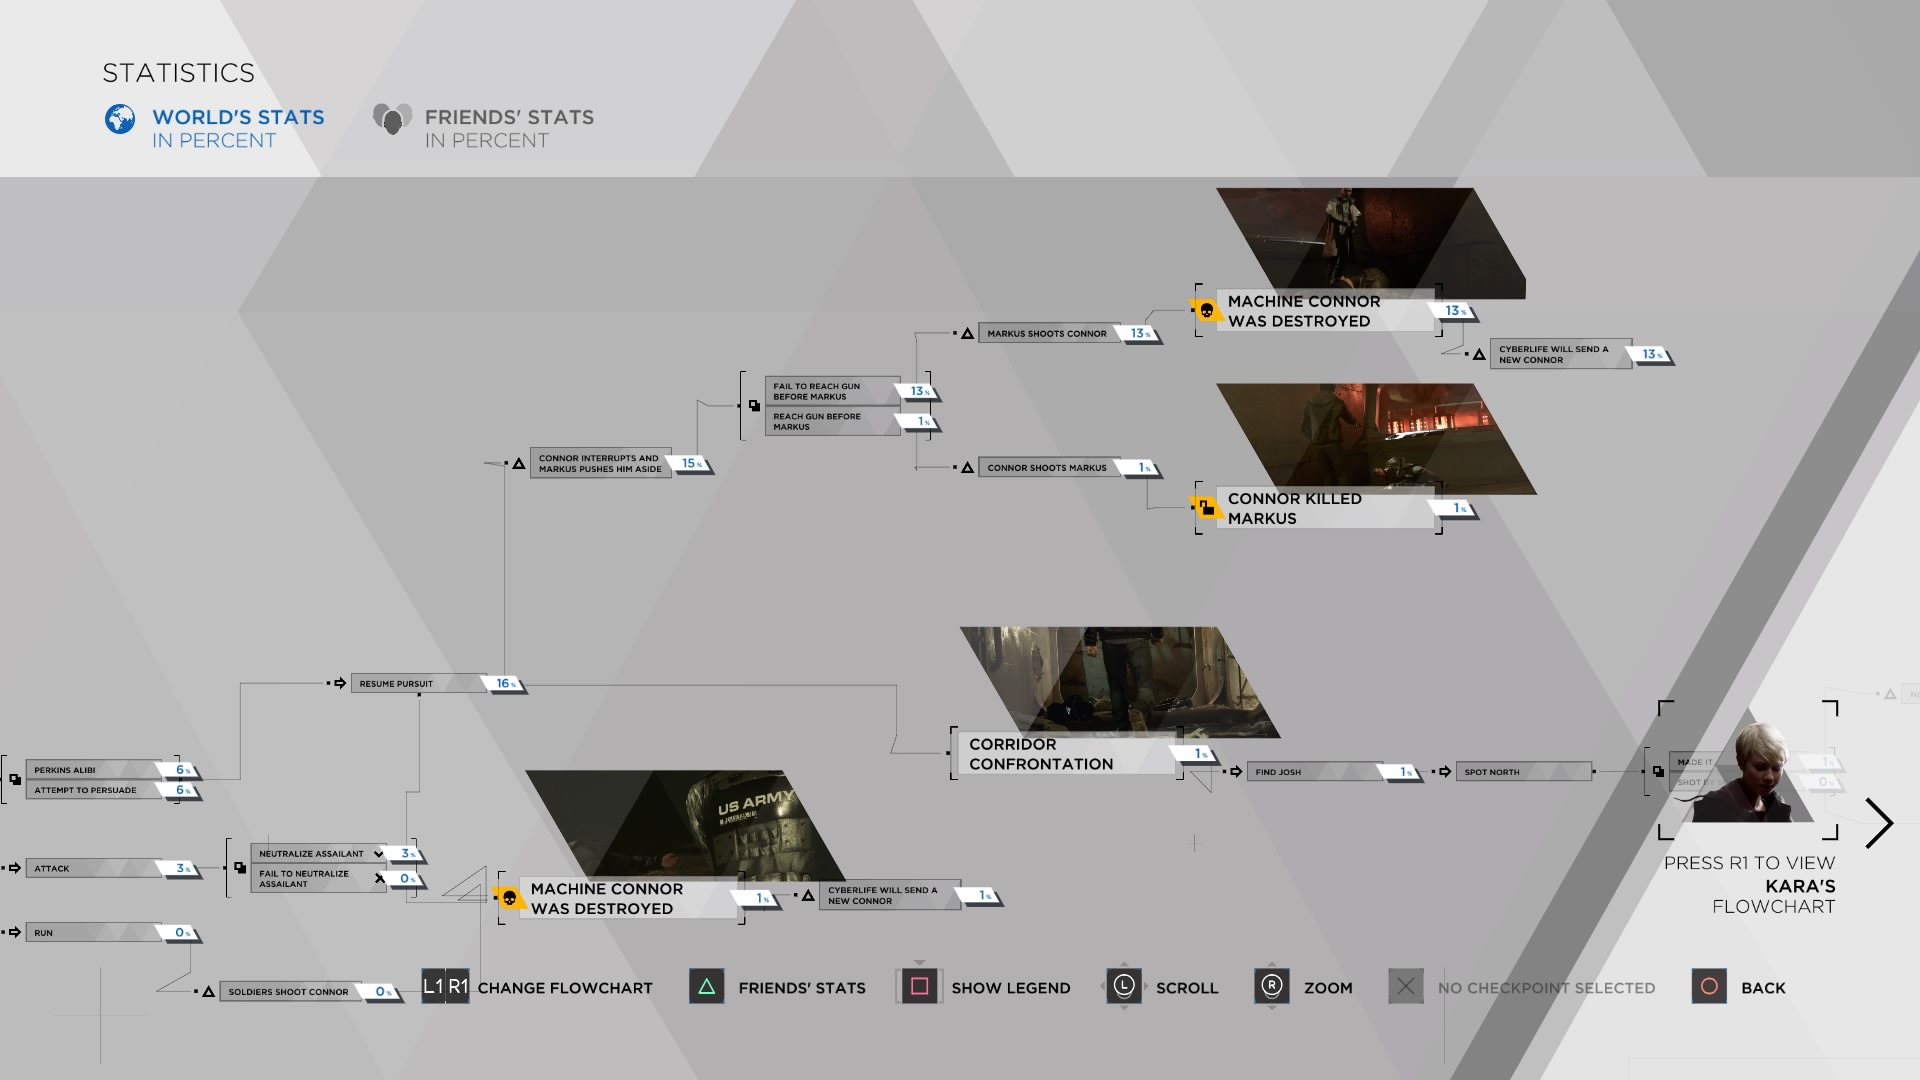 STATISTICS
WORLD'S STATS
IN PERCENT
FRIENDS' STATS
IN PERCENT
MACHINE CONNOR
WAS DESTROYED
13%
MARKUS SHOOTS CONNOR
13%
CYBERLIFE WILL SEND A
NEW CONNOR
13%
FAIL TO REACH GUN
BEFORE MARKUS
13%
REACH GUN BEFORE
MARKUS
1%
CONNOR INTERRUPTS AND
MARKUS PUSHES HIM ASIDE
15%
CONNOR SHOOTS MARKUS
1%
CONNOR KILLED
MARKUS
1%
RESUME PURSUIT
16%
CORRIDOR
CONFRONTATION
1%
FIND JOSH
1%
SPOT NORTH
MADE IT
1%
SHOT
0%
PERKINS ALIBI
6%
ATTEMPT TO PERSUADE
6%
US ARMY
NEUTRALIZE ASSAILANT
3%
ATTACK
3%
FAIL TO NEUTRALIZE
ASSAILANT
0%
MACHINE CONNOR
WAS DESTROYED
1%
CYBERLIFE WILL SEND A
NEW CONNOR
1%
RUN
0%
SOLDIERS SHOOT CONNOR
0%
PRESS R1 TO VIEW
KARA'S
FLOWCHART
L1 R1 CHANGE FLOWCHART
FRIENDS' STATS
SHOW LEGEND
L SCROLL
R ZOOM
NO CHECKPOINT SELECTED
BACK